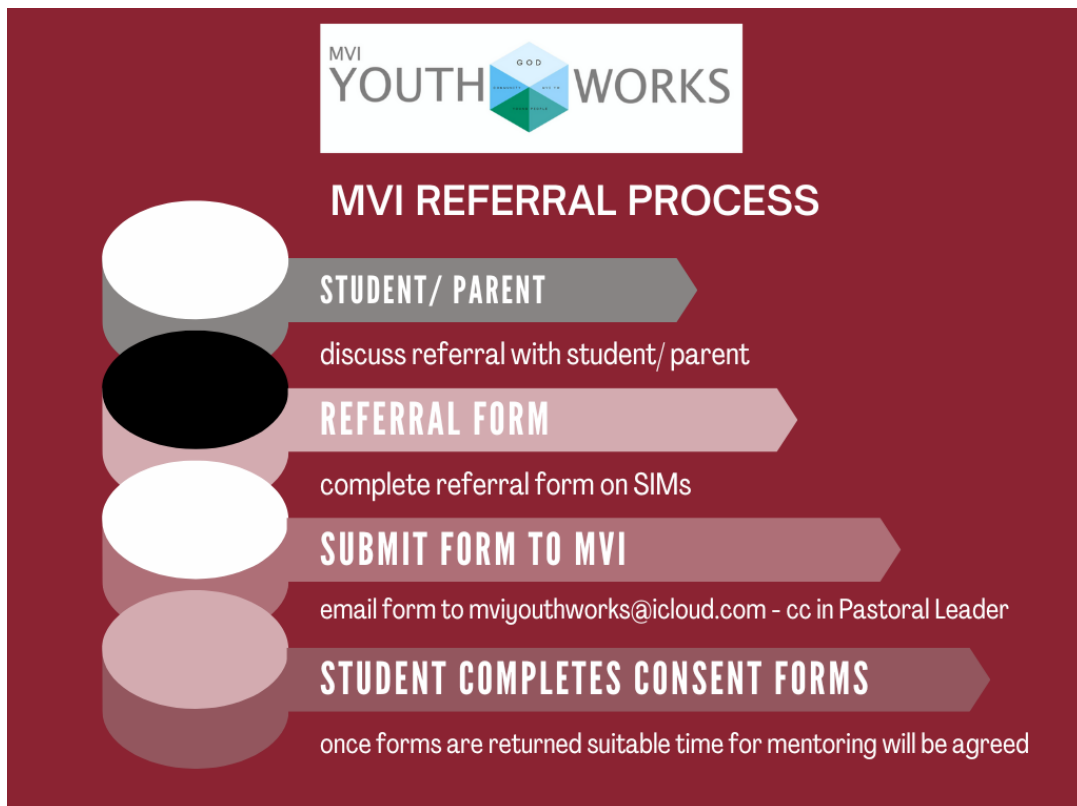 MVI
YOUTH WORKS
GOD
MVI REFERRAL PROCESS
STUDENT/ PARENT
discuss referral with student/ parent
REFERRAL FORM
complete referral form on SIMs
SUBMIT FORM TO MVI
email form to mviyouthworks@icloud.com - cc in Pastoral Leader
STUDENT COMPLETES CONSENT FORMS
once forms are returned suitable time for mentoring will be agreed